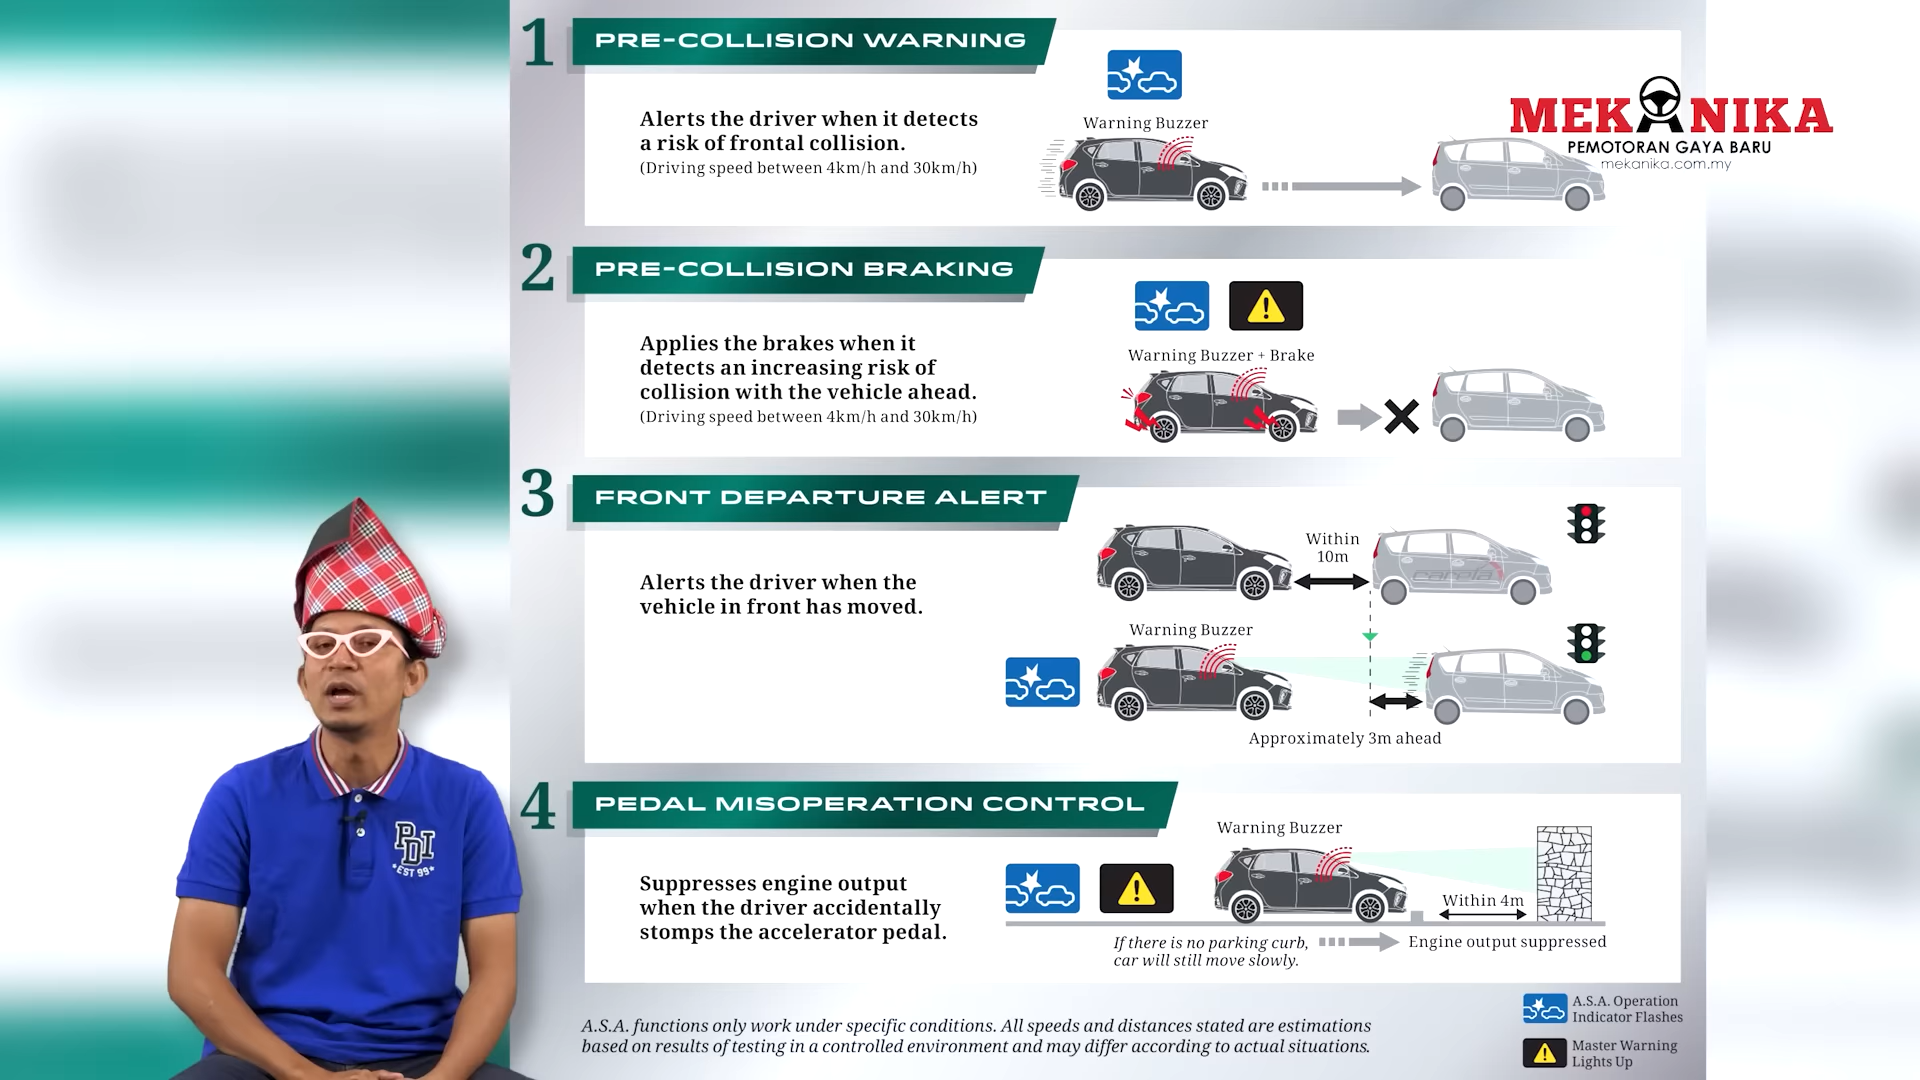 1 PRE-COLLISION WARNING
Alerts the driver when it detects
a risk of frontal collision.
(Driving speed between 4km/h and 30km/h)
Warning Buzzer
MEKANIKA
PEMOTORAN GAYA BARU
mekanika.com.my
2 PRE-COLLISION BRAKING
Applies the brakes when it
detects an increasing risk of
collision with the vehicle ahead.
(Driving speed between 4km/h and 30km/h)
Warning Buzzer + Brake
3 FRONT DEPARTURE ALERT
Alerts the driver when the
vehicle in front has moved.
Within
10m
Warning Buzzer
Approximately 3m ahead
4 PEDAL MISOPERATION CONTROL
Suppresses engine output
when the driver accidentally
stomps the accelerator pedal.
Warning Buzzer
Within 4m
If there is no parking curb,
car will still move slowly.
Engine output suppressed
A.S.A. functions only work under specific conditions. All speeds and distances stated are estimations
based on results of testing in a controlled environment and may differ according to actual situations.
A.S.A. Operation
Indicator Flashes
Master Warning
Lights Up
PDI
EST 99